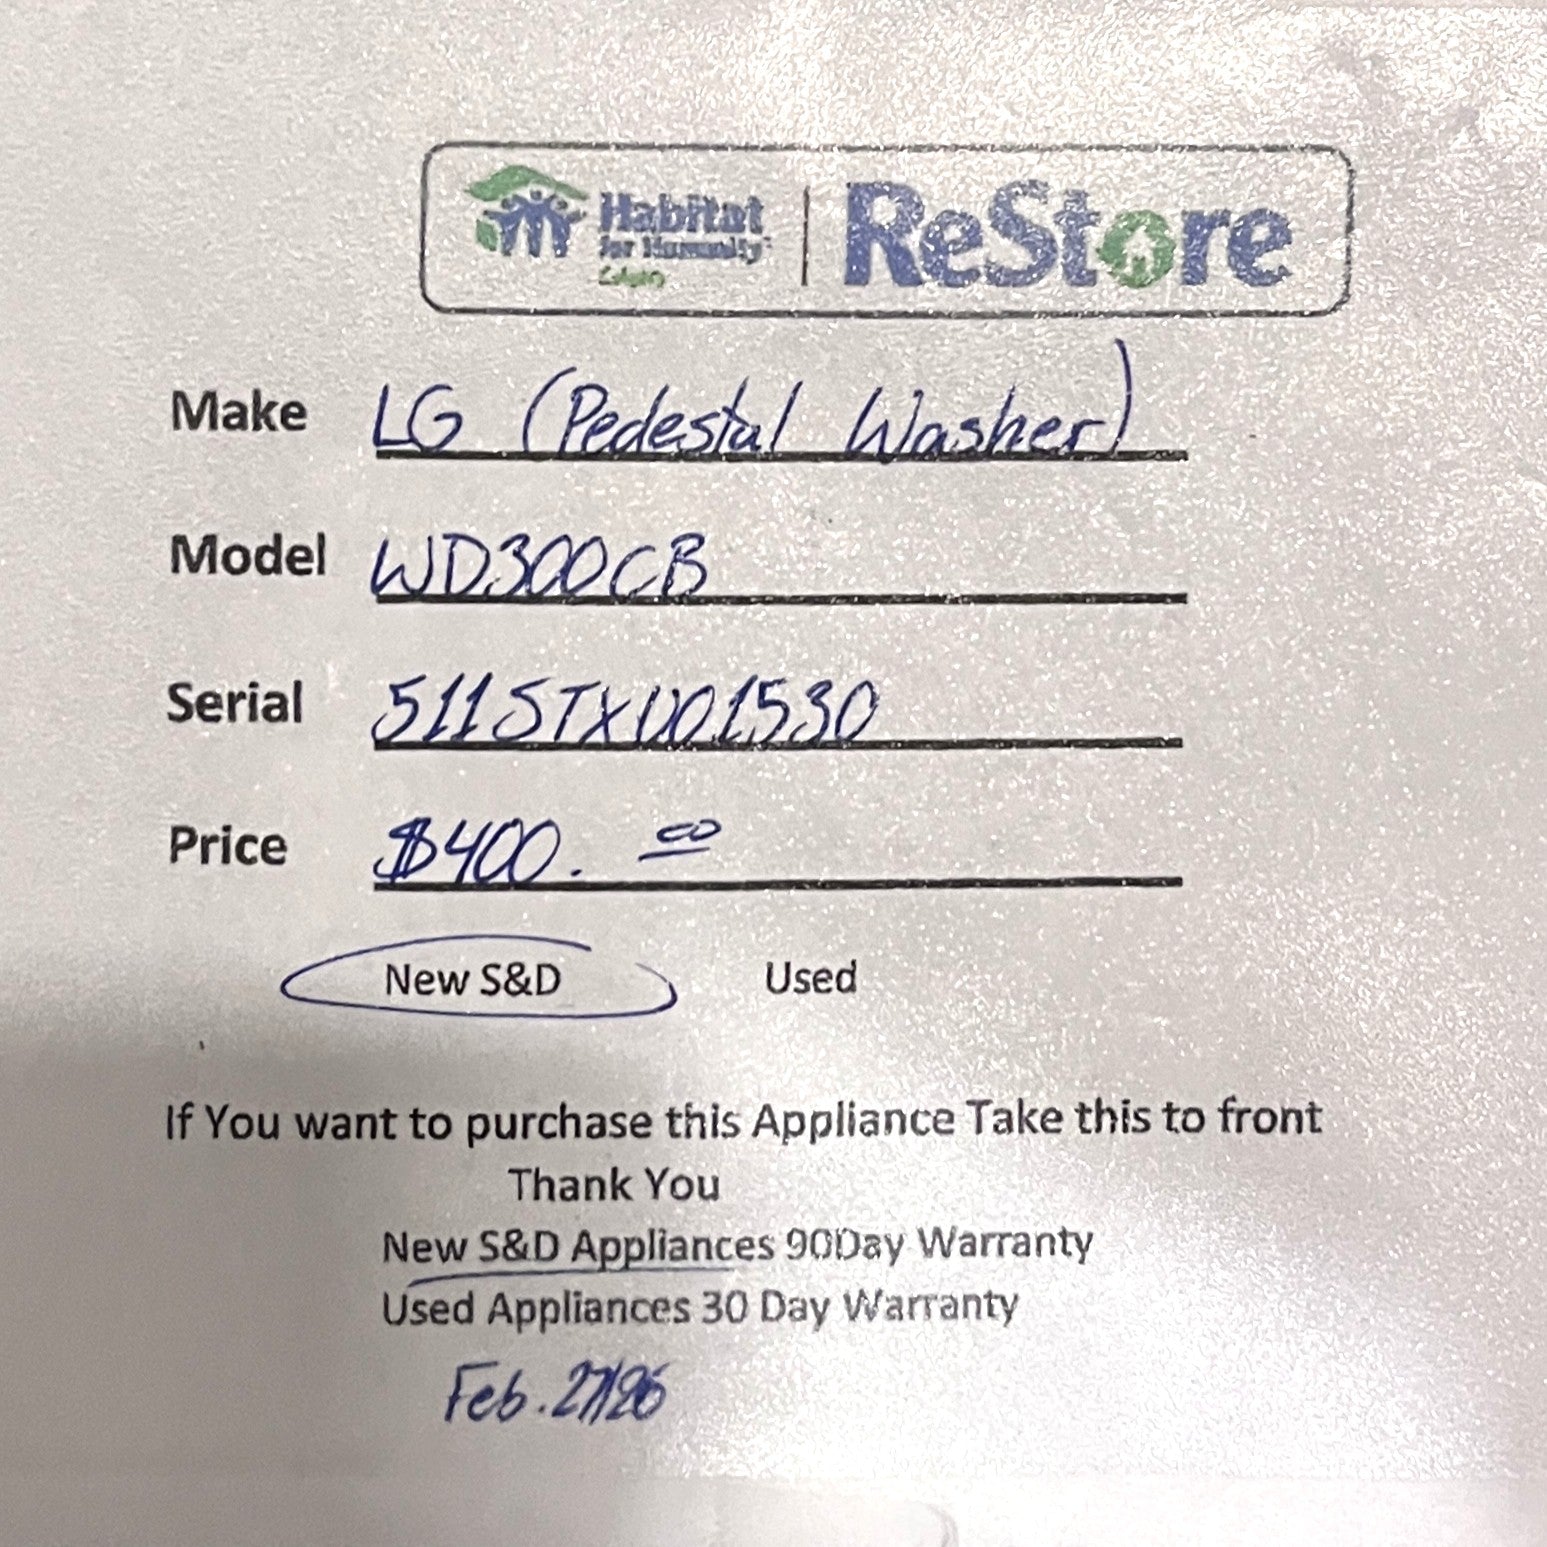 Habitat for Humanity Calgary | ReStore
Make LG (Pedestal Washer)
Model WD300CB
Serial 511STXU01530
Price $400. 00
New S&D Used
If You want to purchase this Appliance Take this to front
Thank You
New S&D Appliances 90Day Warranty
Used Appliances 30 Day Warranty
Feb. 27/26